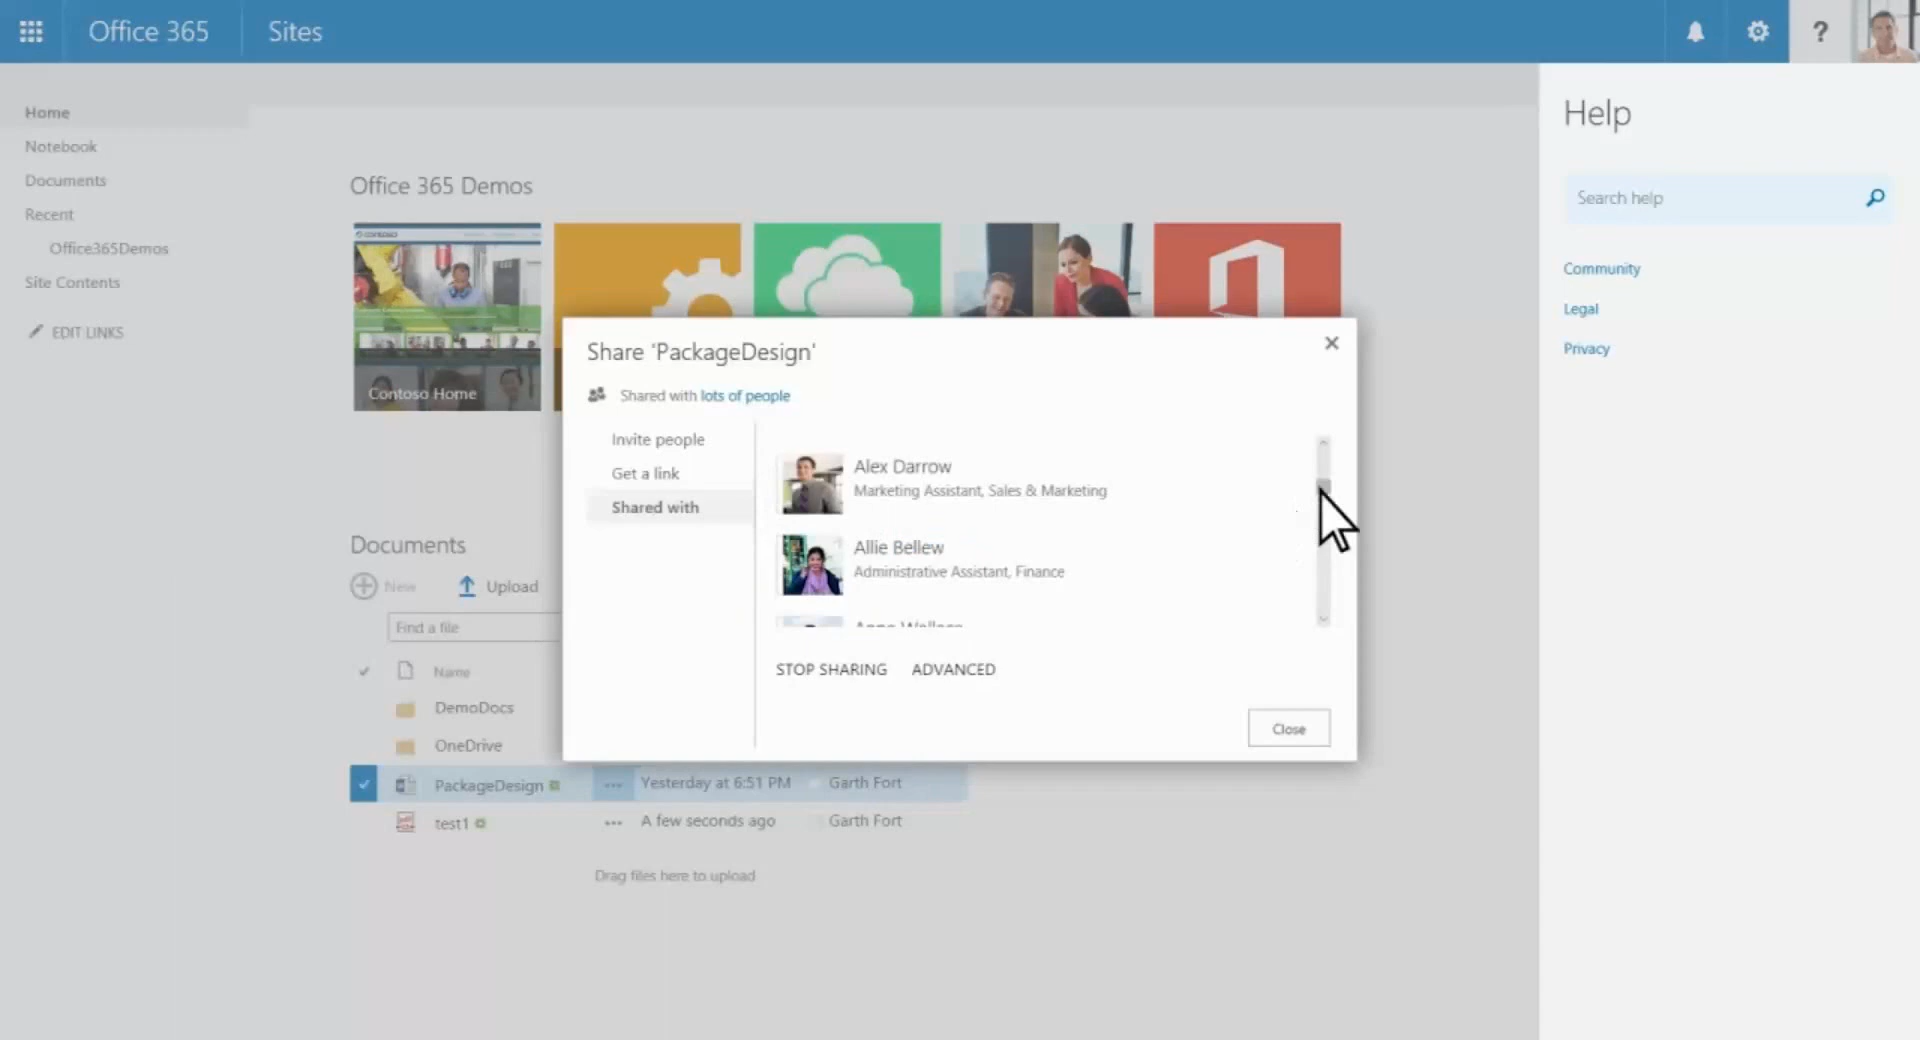 Office 365
Sites
?
Home
Notebook
Documents
Recent
Office365Demos
Site Contents
EDIT LINKS
Office 365 Demos
CONTOSO
Contoso Home
Share 'PackageDesign'
Shared with lots of people
Invite people
Get a link
Shared with
Alex Darrow
Marketing Assistant, Sales & Marketing
Allie Bellew
Administrative Assistant, Finance
Anne Wallace
STOP SHARING ADVANCED
Close
Documents
New Upload
Find a file
Name
DemoDocs
OneDrive
PackageDesign ... Yesterday at 6:51 PM Garth Fort
test1 ... A few seconds ago Garth Fort
Drag files here to upload
Help
Search help
Community
Legal
Privacy